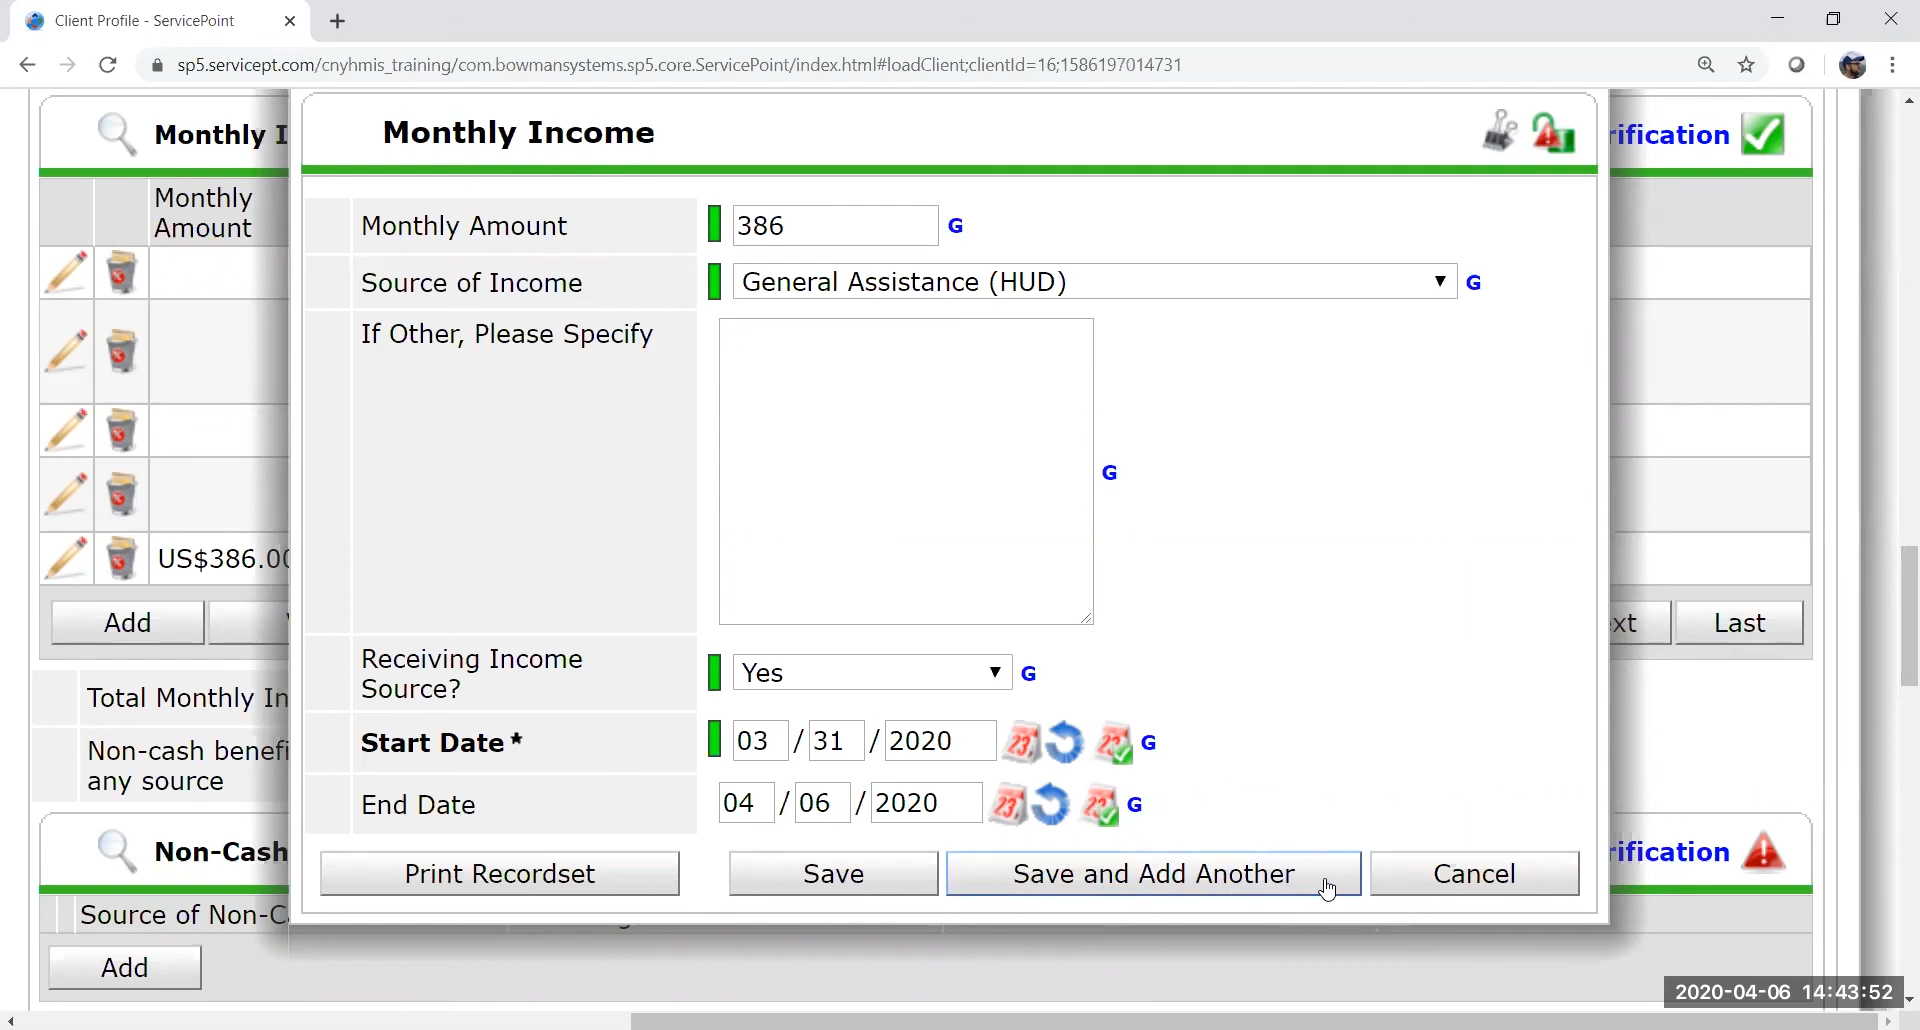 Client Profile - ServicePoint
sp5.servicept.com/cnyhmis_training/com.bowmansystems.sp5.core.ServicePoint/index.html#loadClient;clientId=16;1586197014731
Monthly I
Monthly Income
rification
Monthly
Amount
Monthly Amount
386
G
Source of Income
General Assistance (HUD)
G
If Other, Please Specify
G
US$386.00
Add
xt
Last
Receiving Income
Source?
Yes
G
Total Monthly In
Start Date*
03 / 31 / 2020
G
Non-cash benefi
any source
End Date
04 / 06 / 2020
G
Non-Cash
Print Recordset
Save
Save and Add Another
Cancel
rification
Source of Non-C
Add
2020-04-06 14:43:52